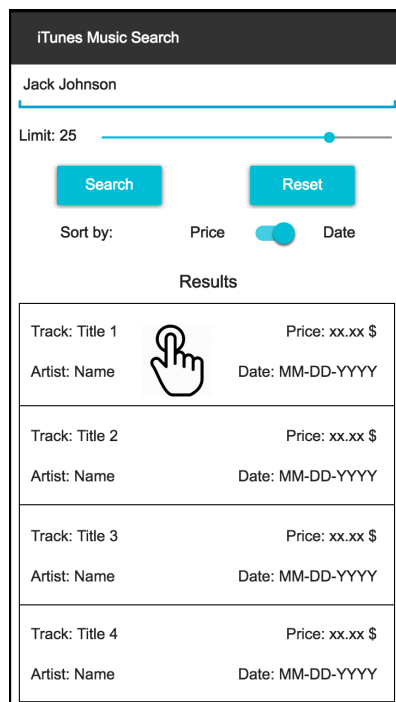 iTunes Music Search
Jack Johnson
Limit: 25
Search Reset
Sort by: Price Date
Results
Track: Title 1 Price: xx.xx $
Artist: Name Date: MM-DD-YYYY
Track: Title 2 Price: xx.xx $
Artist: Name Date: MM-DD-YYYY
Track: Title 3 Price: xx.xx $
Artist: Name Date: MM-DD-YYYY
Track: Title 4 Price: xx.xx $
Artist: Name Date: MM-DD-YYYY